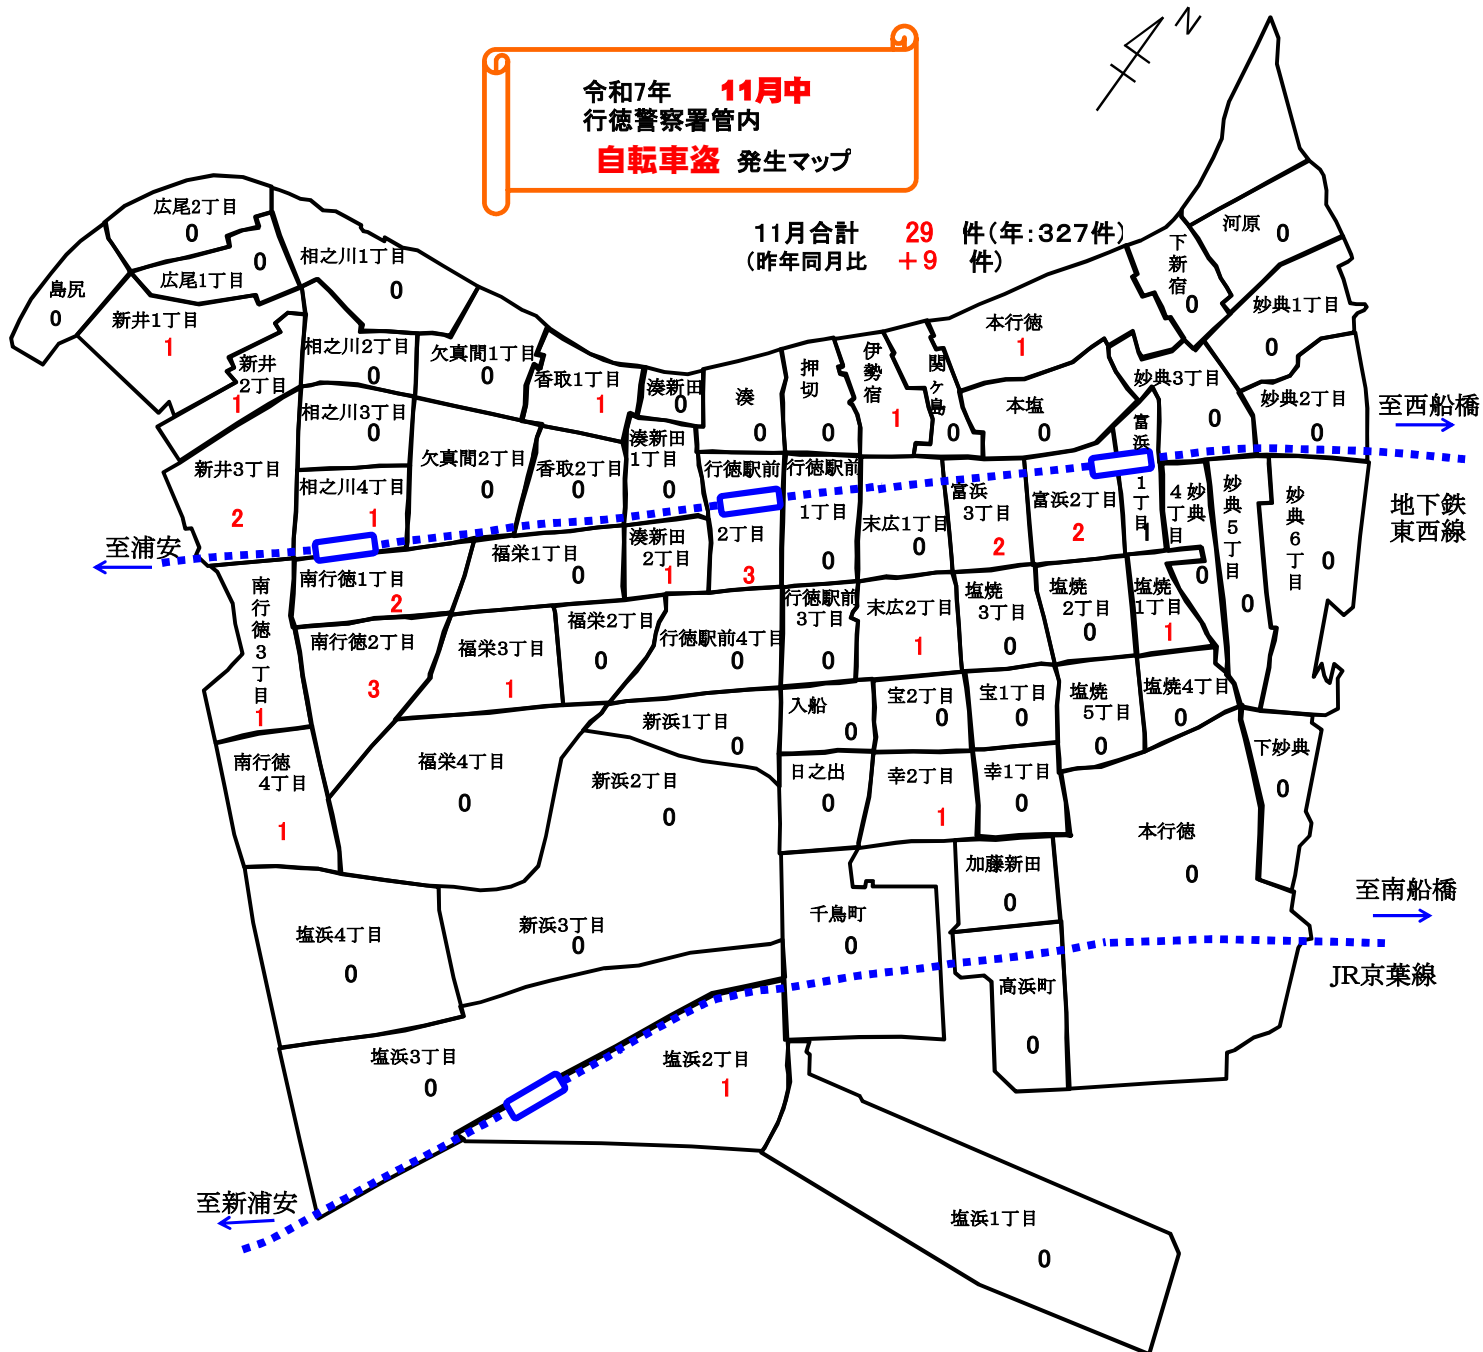 N
令和7年 11月中
行徳警察署管内
自転車盗 発生マップ
11月合計 29 件(年:327件)
(昨年同月比 +9 件)
広尾2丁目
0
広尾1丁目
0
島尻
0
相之川1丁目
0
新井1丁目
1
新井
2丁目
1
相之川2丁目
0
欠真間1丁目
0
香取1丁目
1
湊新田
0
湊
0
押切
0
伊勢宿
1
関ヶ島
0
本行徳
1
本塩
0
下新宿
0
河原 0
妙典1丁目
0
妙典3丁目
0
妙典2丁目
0
至西船橋
相之川3丁目
0
新井3丁目
2
相之川4丁目
1
欠真間2丁目
0
香取2丁目
0
湊新田
1丁目
0
行徳駅前
2丁目
3
行徳駅前
1丁目
0
末広1丁目
0
富浜
3丁目
2
富浜2丁目
2
富浜1丁目
1
妙典
4丁目
0
妙典5丁目
0
妙典6丁目
0
地下鉄
東西線
至浦安
南行徳1丁目
2
福栄1丁目
0
湊新田
2丁目
1
南行徳3丁目
1
南行徳2丁目
3
福栄3丁目
1
福栄2丁目
0
行徳駅前4丁目
0
行徳駅前
3丁目
0
末広2丁目
1
塩焼
3丁目
0
塩焼
2丁目
0
塩焼
1丁目
1
新浜1丁目
0
入船
0
宝2丁目
0
宝1丁目
0
塩焼
5丁目
0
塩焼4丁目
0
南行徳
4丁目
1
福栄4丁目
0
新浜2丁目
0
日之出
0
幸2丁目
1
幸1丁目
0
下妙典
0
本行徳
0
加藤新田
0
至南船橋
塩浜4丁目
0
新浜3丁目
0
千鳥町
0
高浜町
0
JR京葉線
塩浜3丁目
0
塩浜2丁目
1
至新浦安
塩浜1丁目
0